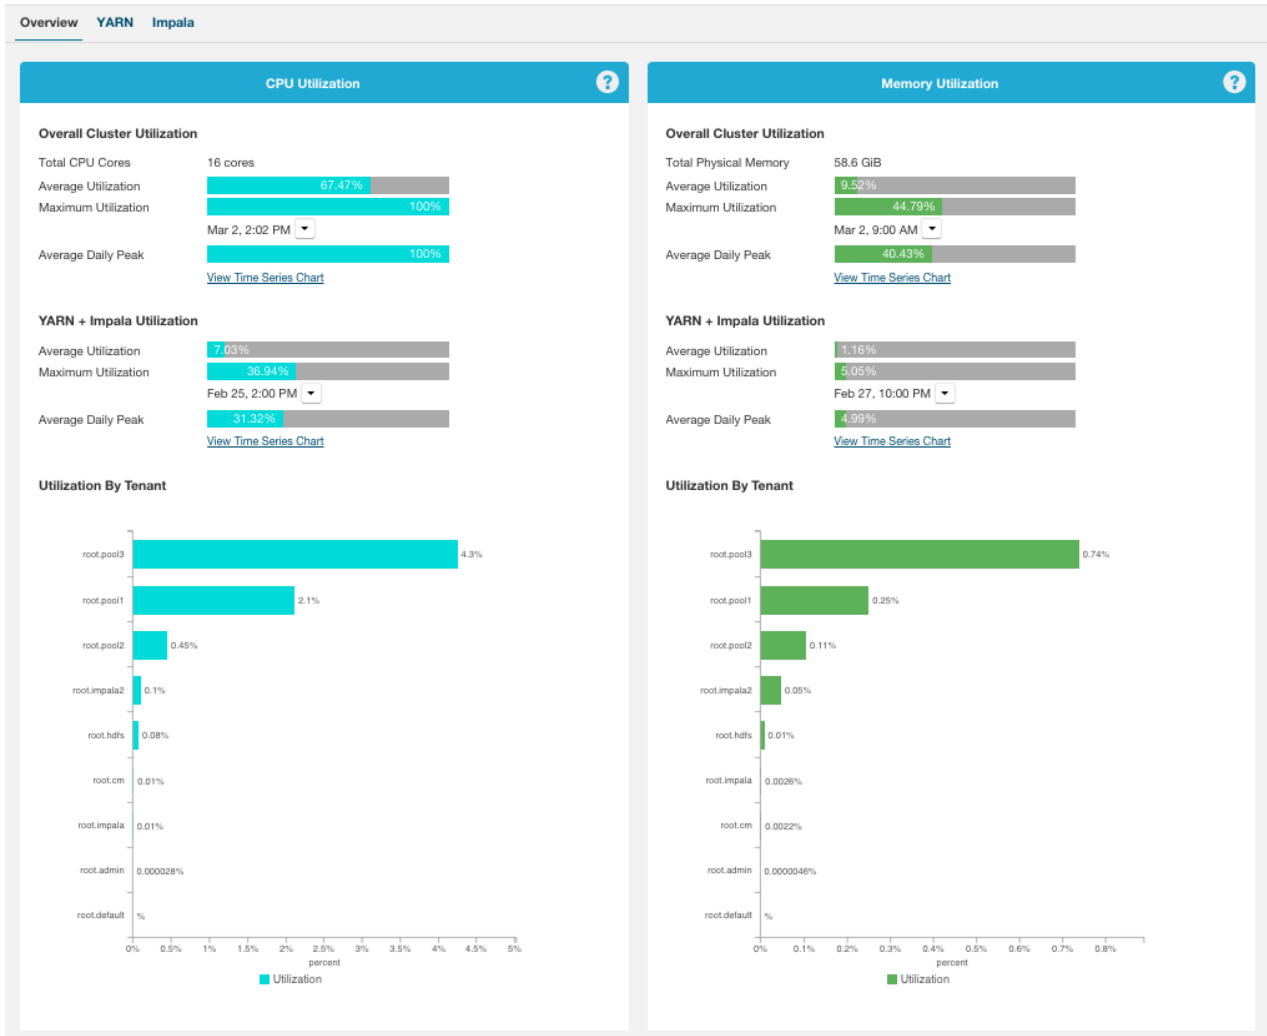 Overview YARN Impala
CPU Utilization ?
Overall Cluster Utilization
Total CPU Cores 16 cores
Average Utilization 67.47%
Maximum Utilization 100%
Mar 2, 2:02 PM
Average Daily Peak 100%
View Time Series Chart
YARN + Impala Utilization
Average Utilization 7.03%
Maximum Utilization 36.94%
Feb 25, 2:00 PM
Average Daily Peak 31.32%
View Time Series Chart
Utilization By Tenant
root.pool3 4.3%
root.pool1 2.1%
root.pool2 0.45%
root.impala2 0.1%
root.hdfs 0.08%
root.cm 0.01%
root.impala 0.01%
root.admin 0.000028%
root.default %
0% 0.5% 1% 1.5% 2% 2.5% 3% 3.5% 4% 4.5% 5%
percent
Utilization
Memory Utilization ?
Overall Cluster Utilization
Total Physical Memory 58.6 GiB
Average Utilization 9.52%
Maximum Utilization 44.79%
Mar 2, 9:00 AM
Average Daily Peak 40.43%
View Time Series Chart
YARN + Impala Utilization
Average Utilization 1.16%
Maximum Utilization 5.05%
Feb 27, 10:00 PM
Average Daily Peak 4.99%
View Time Series Chart
Utilization By Tenant
root.pool3 0.74%
root.pool1 0.25%
root.pool2 0.11%
root.impala2 0.05%
root.hdfs 0.01%
root.impala 0.0026%
root.cm 0.0022%
root.admin 0.0000046%
root.default %
0% 0.1% 0.2% 0.3% 0.4% 0.5% 0.6% 0.7% 0.8%
percent
Utilization